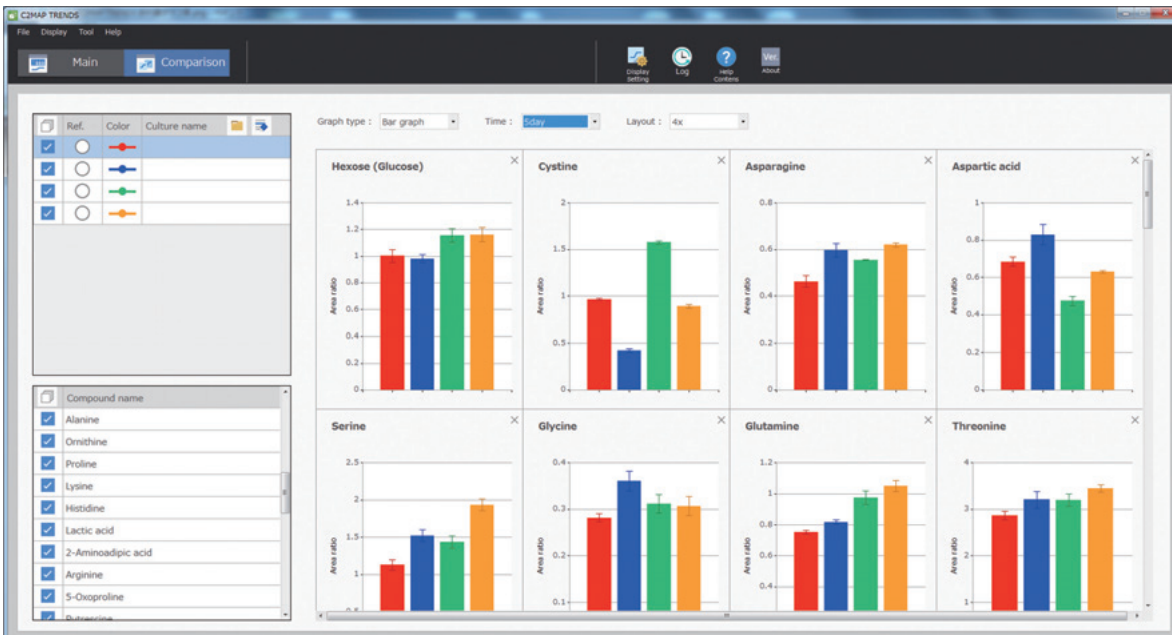 C2MAP TRENDS
File Display Tool Help
Main Comparison
Display Setting
Log
Help Contens
Ver. About
Ref. Color Culture name
Graph type : Bar graph Time : 5day Layout : 4x
Hexose (Glucose)
Area ratio
1.4
1.2
1
0.8
0.6
0.4
0.2
0
Cystine
Area ratio
2
1.5
1
0.5
0
Asparagine
Area ratio
0.8
0.6
0.4
0.2
0
Aspartic acid
Area ratio
1
0.8
0.6
0.4
0.2
0
Compound name
Alanine
Ornithine
Proline
Lysine
Histidine
Lactic acid
2-Aminoadipic acid
Arginine
5-Oxoproline
Putrescine
Serine
Area ratio
2.5
2
1.5
1
0.5
Glycine
Area ratio
0.4
0.3
0.2
0.1
Glutamine
Area ratio
1.2
1
0.8
0.6
0.4
Threonine
Area ratio
4
3
2
1